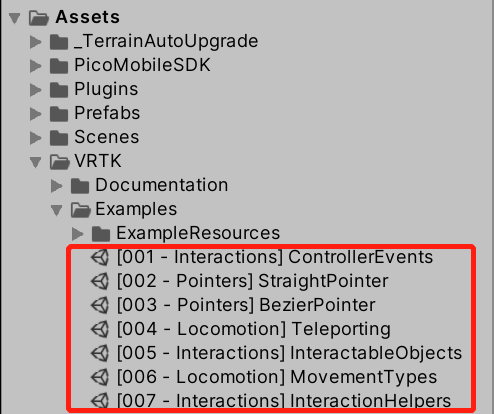 Assets
_TerrainAutoUpgrade
PicoMobileSDK
Plugins
Prefabs
Scenes
VRTK
Documentation
Examples
ExampleResources
[001 - Interactions] ControllerEvents
[002 - Pointers] StraightPointer
[003 - Pointers] BezierPointer
[004 - Locomotion] Teleporting
[005 - Interactions] InteractableObjects
[006 - Locomotion] MovementTypes
[007 - Interactions] InteractionHelpers